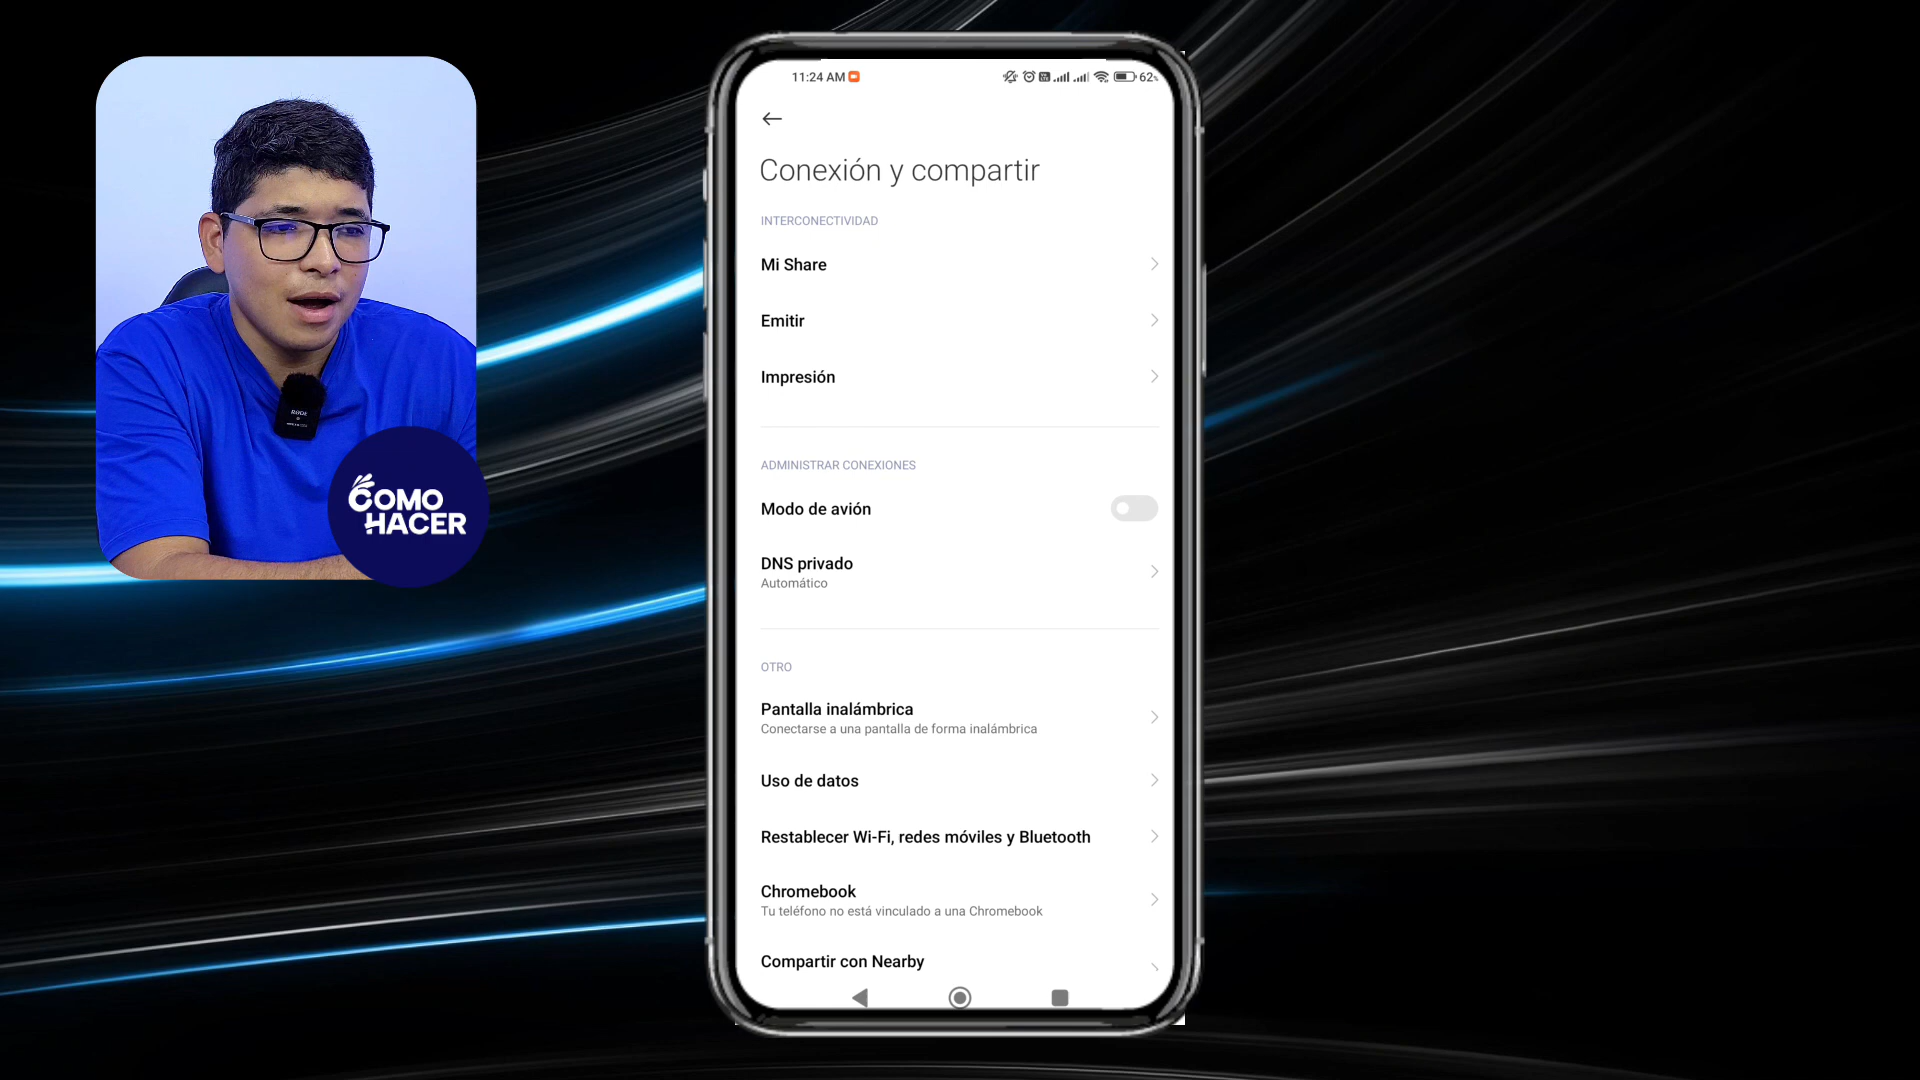 11:24 AM
62%
Conexión y compartir
INTERCONECTIVIDAD
Mi Share
Emitir
Impresión
ADMINISTRAR CONEXIONES
Modo de avión
DNS privado
Automático
OTRO
Pantalla inalámbrica
Conectarse a una pantalla de forma inalámbrica
Uso de datos
Restablecer Wi-Fi, redes móviles y Bluetooth
Chromebook
Tu teléfono no está vinculado a una Chromebook
Compartir con Nearby
RODE
COMO
HACER